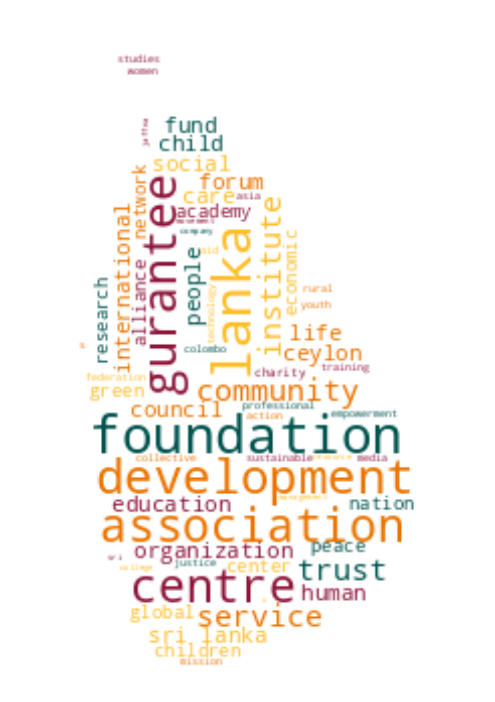 studies
women
jaffna
fund
child
social
network
forum
care
asia
gurantee
academy
movement
company
lanka
institute
international
people
aid
economic
alliance
research
technology
rural
youth
life
colombo
ceylon
training
charity
federation
green
community
council
professional
action
empowerment
foundation
collective
sustainable
resource
media
development
management
education
nation
association
organization
peace
sri
justice
college
center
trust
centre
human
global
service
sri lanka
children
mission